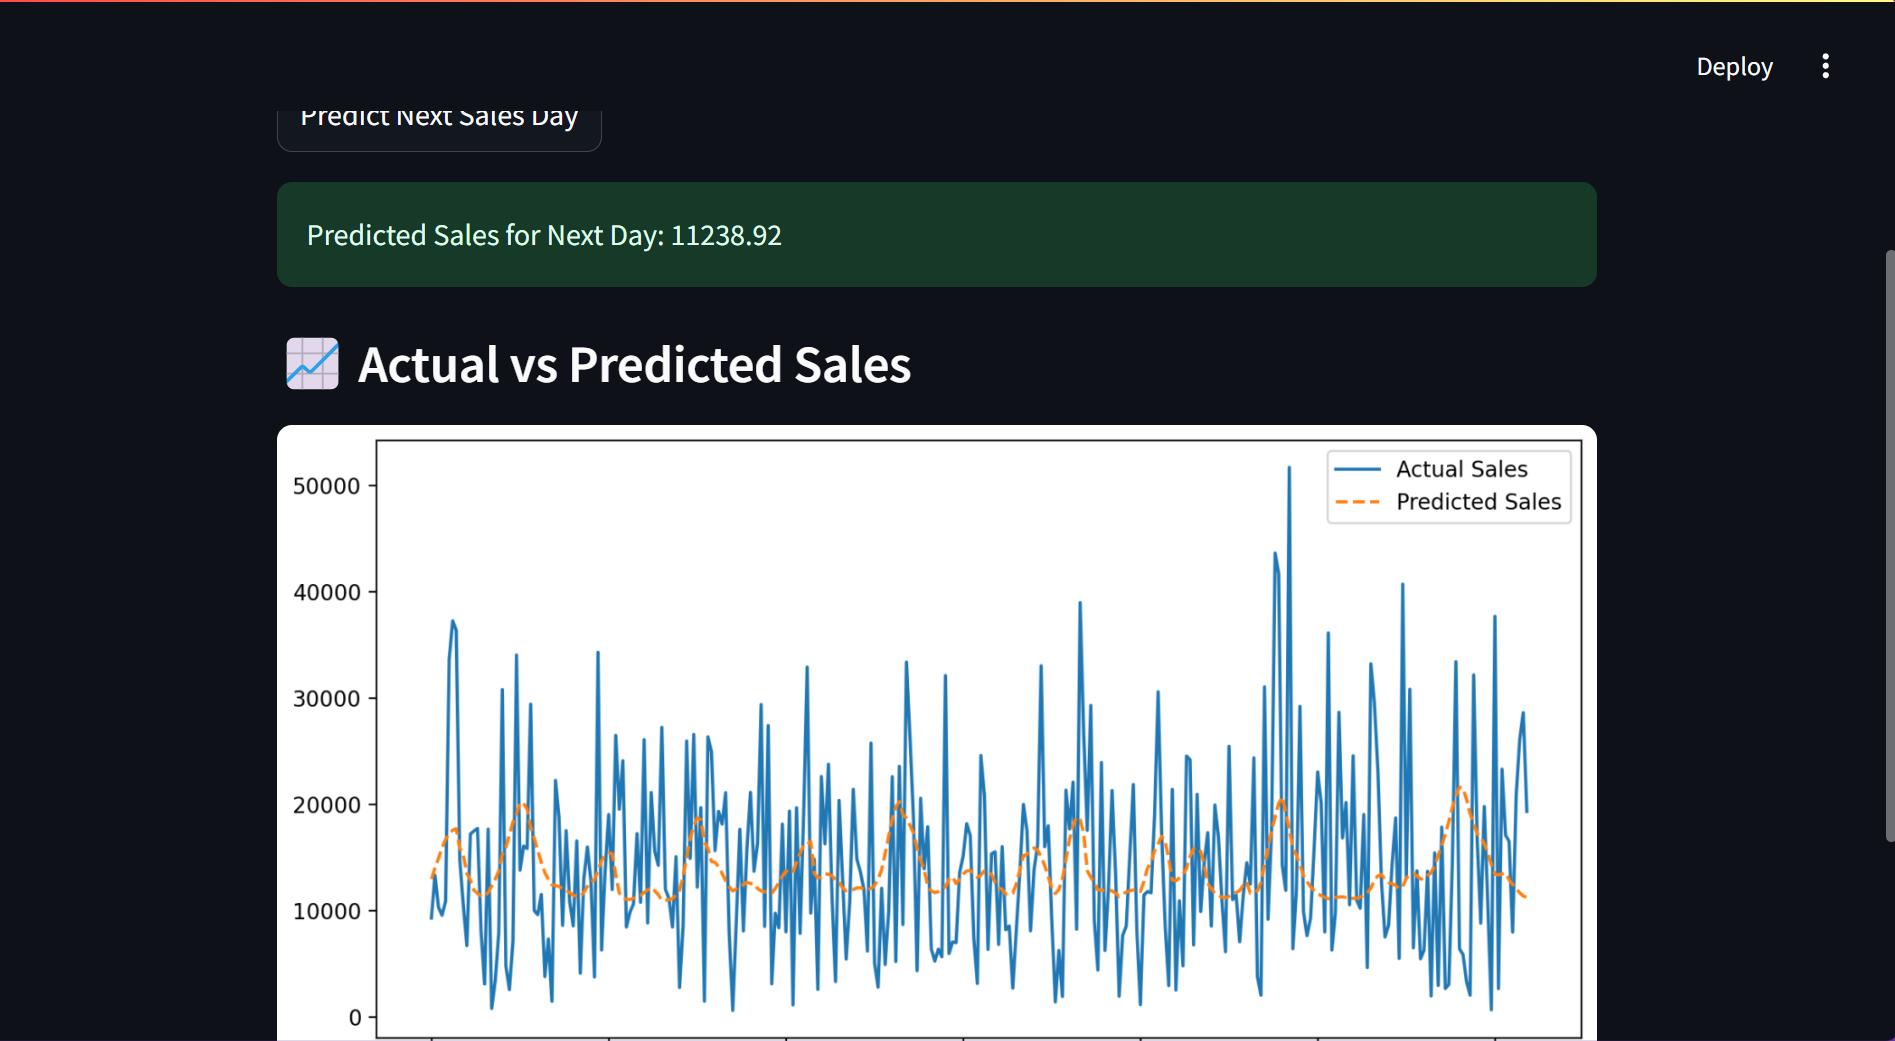 Deploy
Predict Next Sales Day
Predicted Sales for Next Day: 11238.92
Actual vs Predicted Sales
Actual Sales
Predicted Sales
50000
40000
30000
20000
10000
0